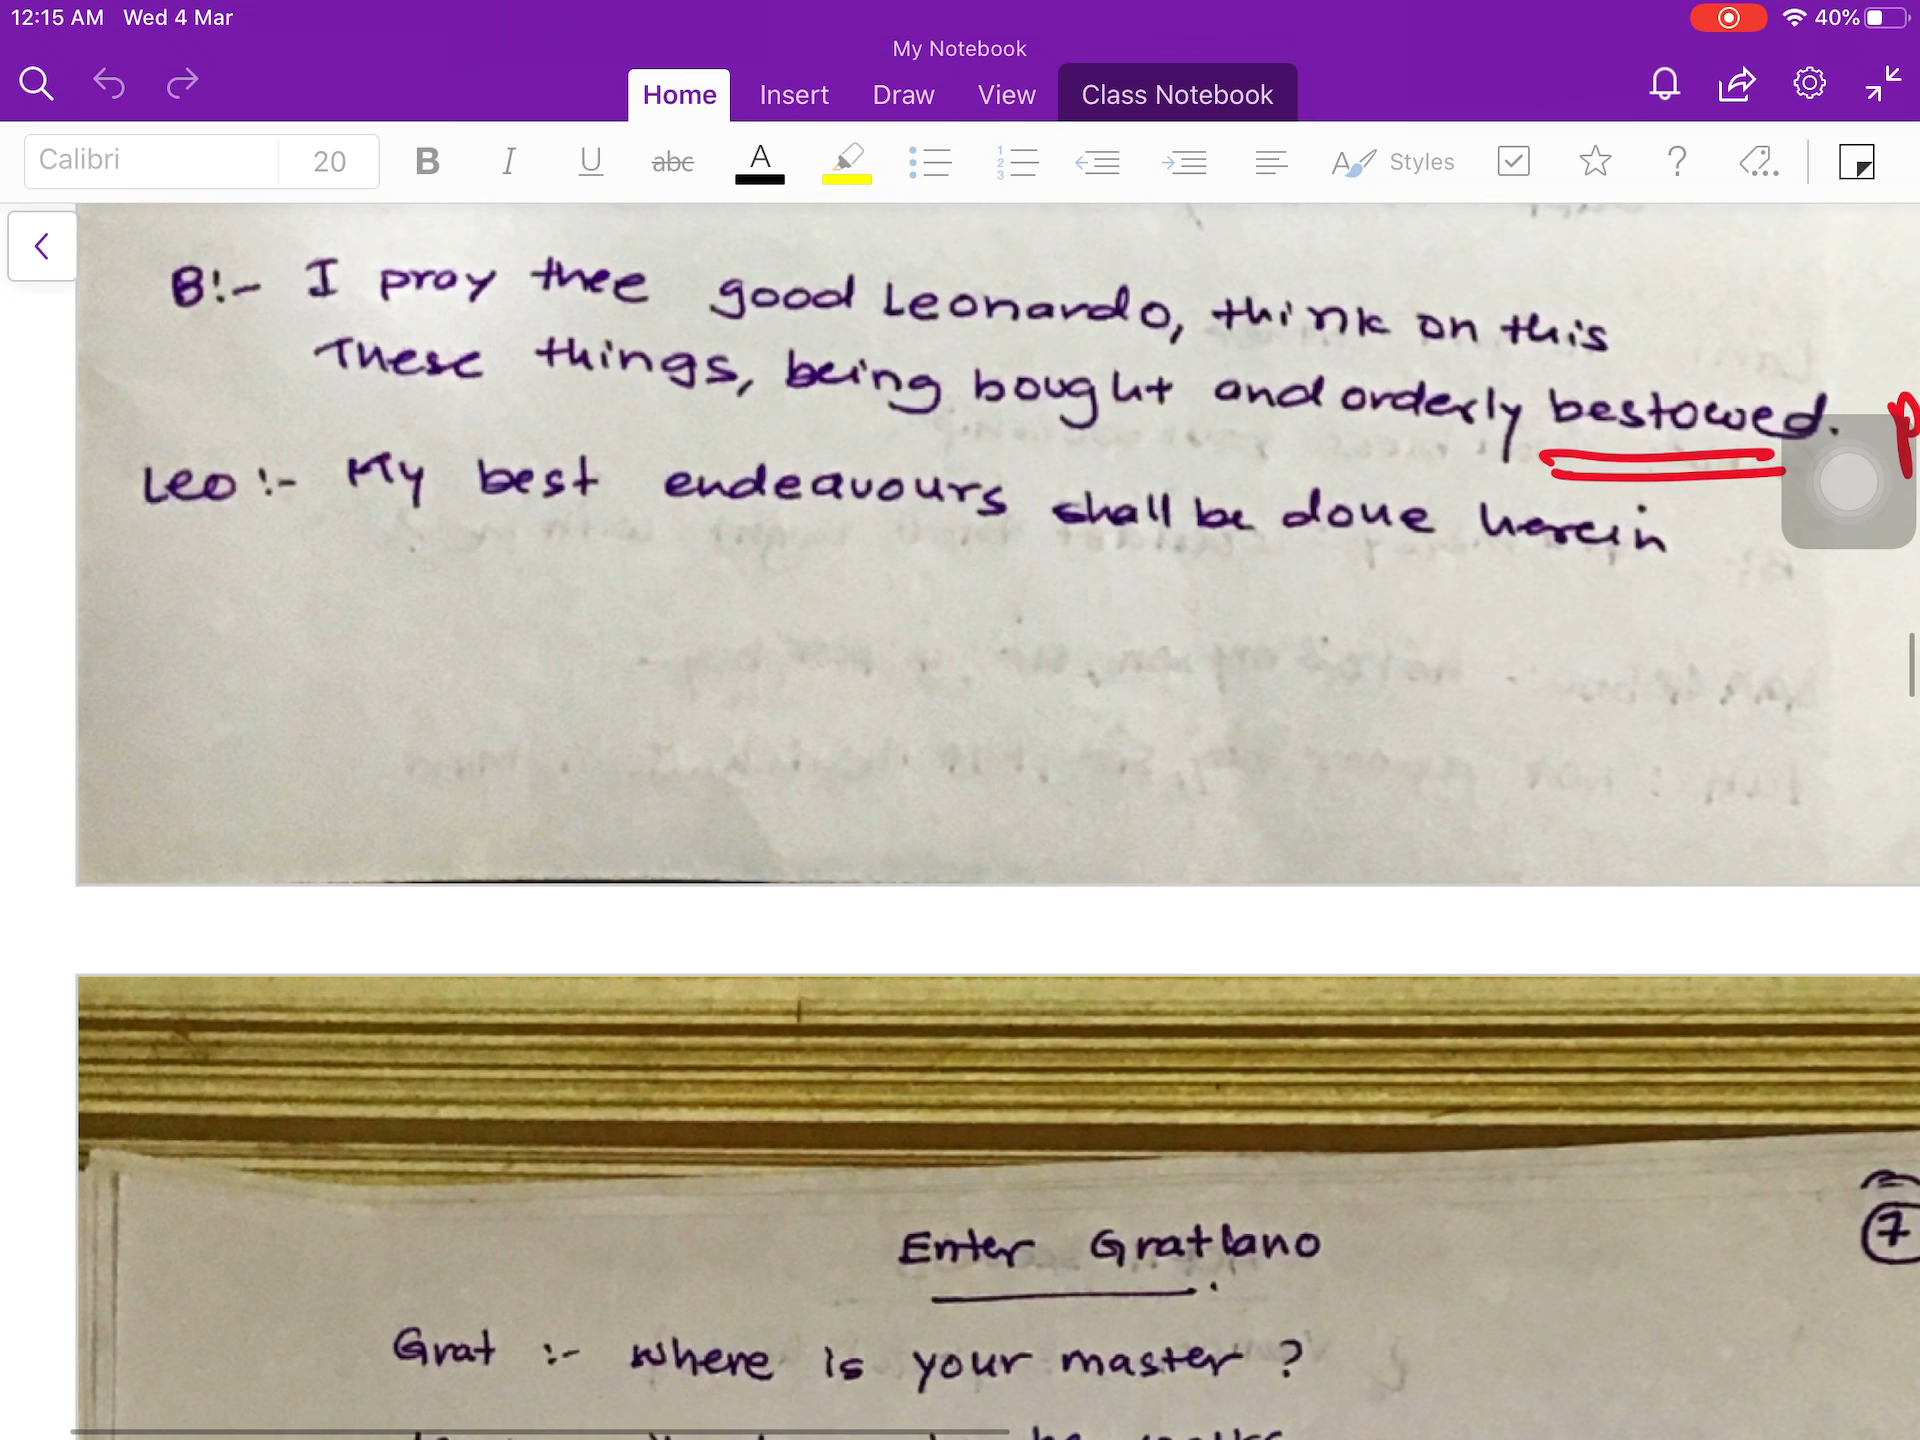 12:15 AM Wed 4 Mar
40%
My Notebook
Home Insert Draw View Class Notebook
Calibri 20 B I U abc A Styles
B:- I pray thee good Leonardo, think on this
These things, being bought and orderly bestowed.
Leo :- My best endeavours shall be done herein
Enter Gratiano
7
Grat :- where is your master ?